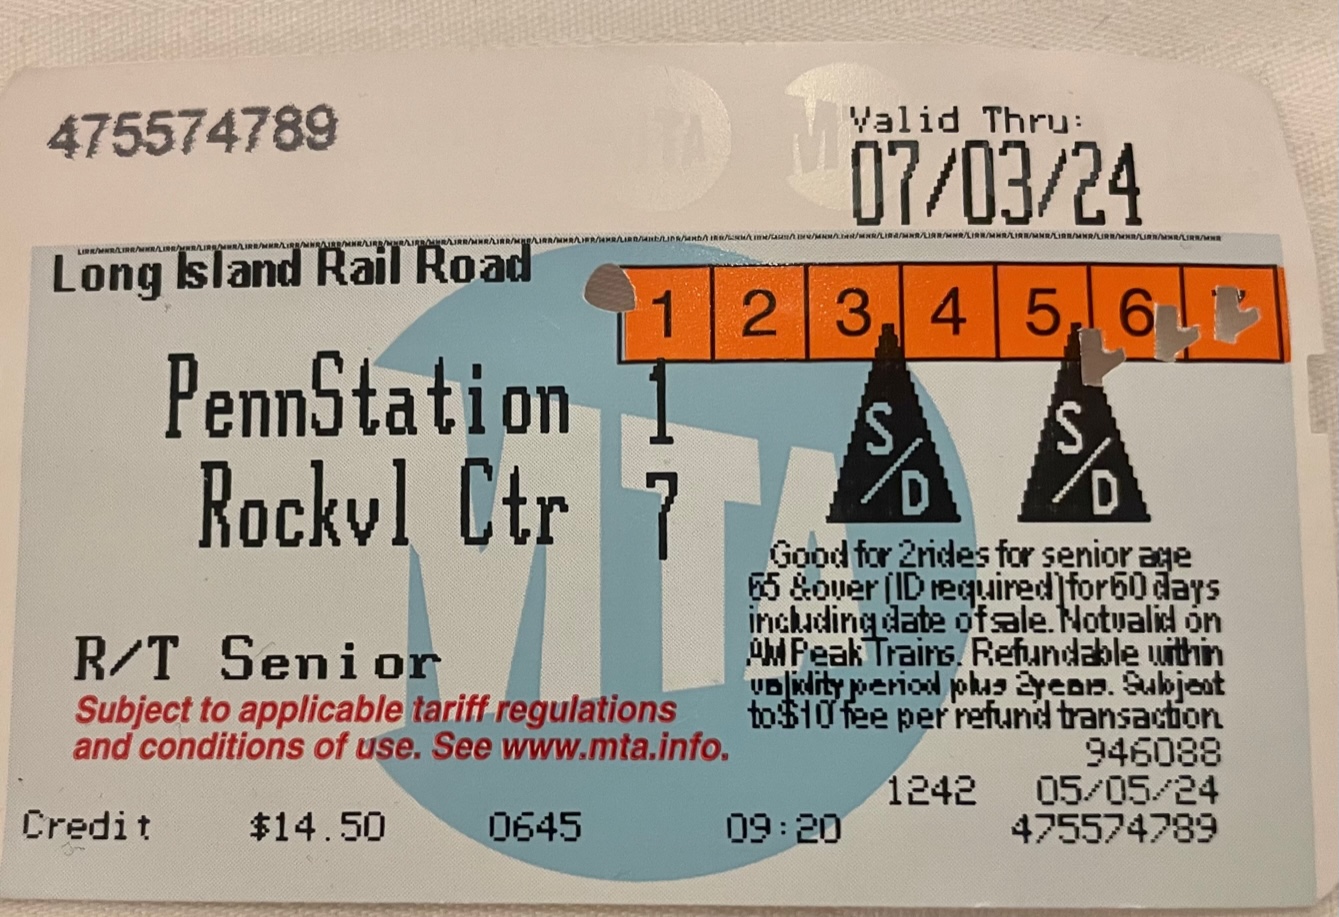 475574789
MTA MTA
Valid Thru:
07/03/24
Long Island Rail Road
1 2 3 4 5 6
PennStation 1
Rockvl Ctr 7
S/D S/D
MTA
Good for 2rides for senior age
65 &over (ID required)for60 days
including date of sale. Notvalid on
AM Peak Trains. Refundable within
validity period plus 2years. Subject
to$10 fee per refund transaction.
R/T Senior
Subject to applicable tariff regulations
and conditions of use. See www.mta.info.
946088
1242 05/05/24
Credit $14.50 0645 09:20 475574789